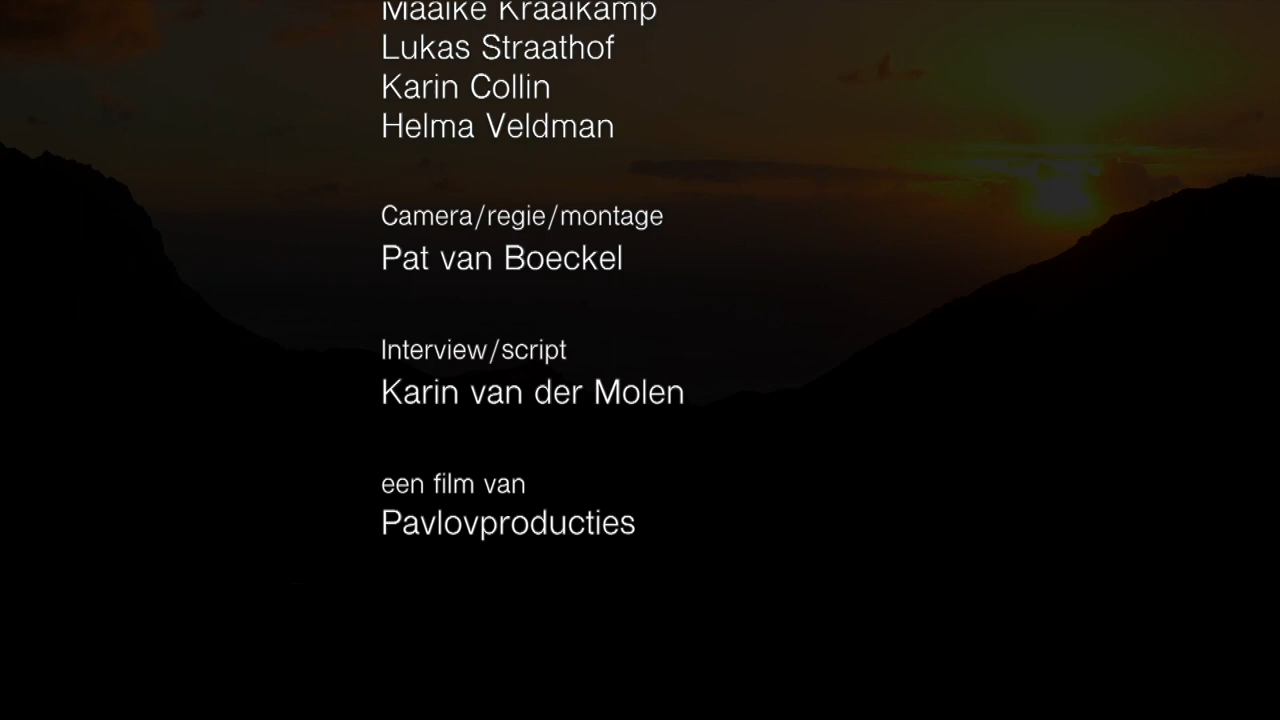 Maaike Kraaikamp
Lukas Straathof
Karin Collin
Helma Veldman
Camera/regie/montage
Pat van Boeckel
Interview/script
Karin van der Molen
een film van
Pavlovproducties